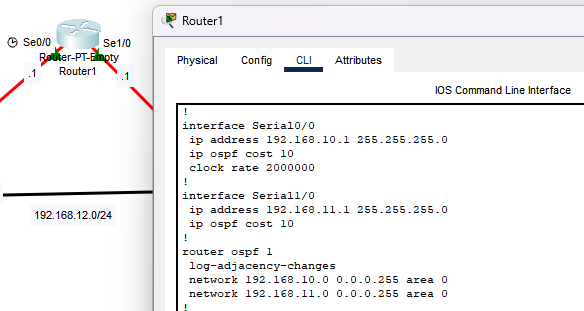 Se0/0
Se1/0
Router-PT-Empty
Router1
.1
.1
192.168.12.0/24
Router1
Physical Config CLI Attributes
IOS Command Line Interface
!
interface Serial0/0
ip address 192.168.10.1 255.255.255.0
ip ospf cost 10
clock rate 2000000
!
interface Serial1/0
ip address 192.168.11.1 255.255.255.0
ip ospf cost 10
!
router ospf 1
log-adjacency-changes
network 192.168.10.0 0.0.0.255 area 0
network 192.168.11.0 0.0.0.255 area 0
!